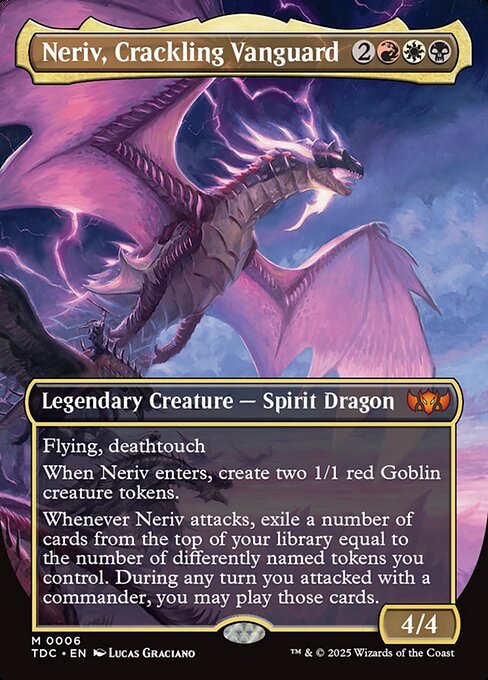 Neriv, Crackling Vanguard 2
Legendary Creature — Spirit Dragon
Flying, deathtouch
When Neriv enters, create two 1/1 red Goblin
creature tokens.
Whenever Neriv attacks, exile a number of
cards from the top of your library equal to
the number of differently named tokens you
control. During any turn you attacked with a
commander, you may play those cards.
4/4
M 0006
TDC • EN Lucas Graciano
™ & © 2025 Wizards of the Coast